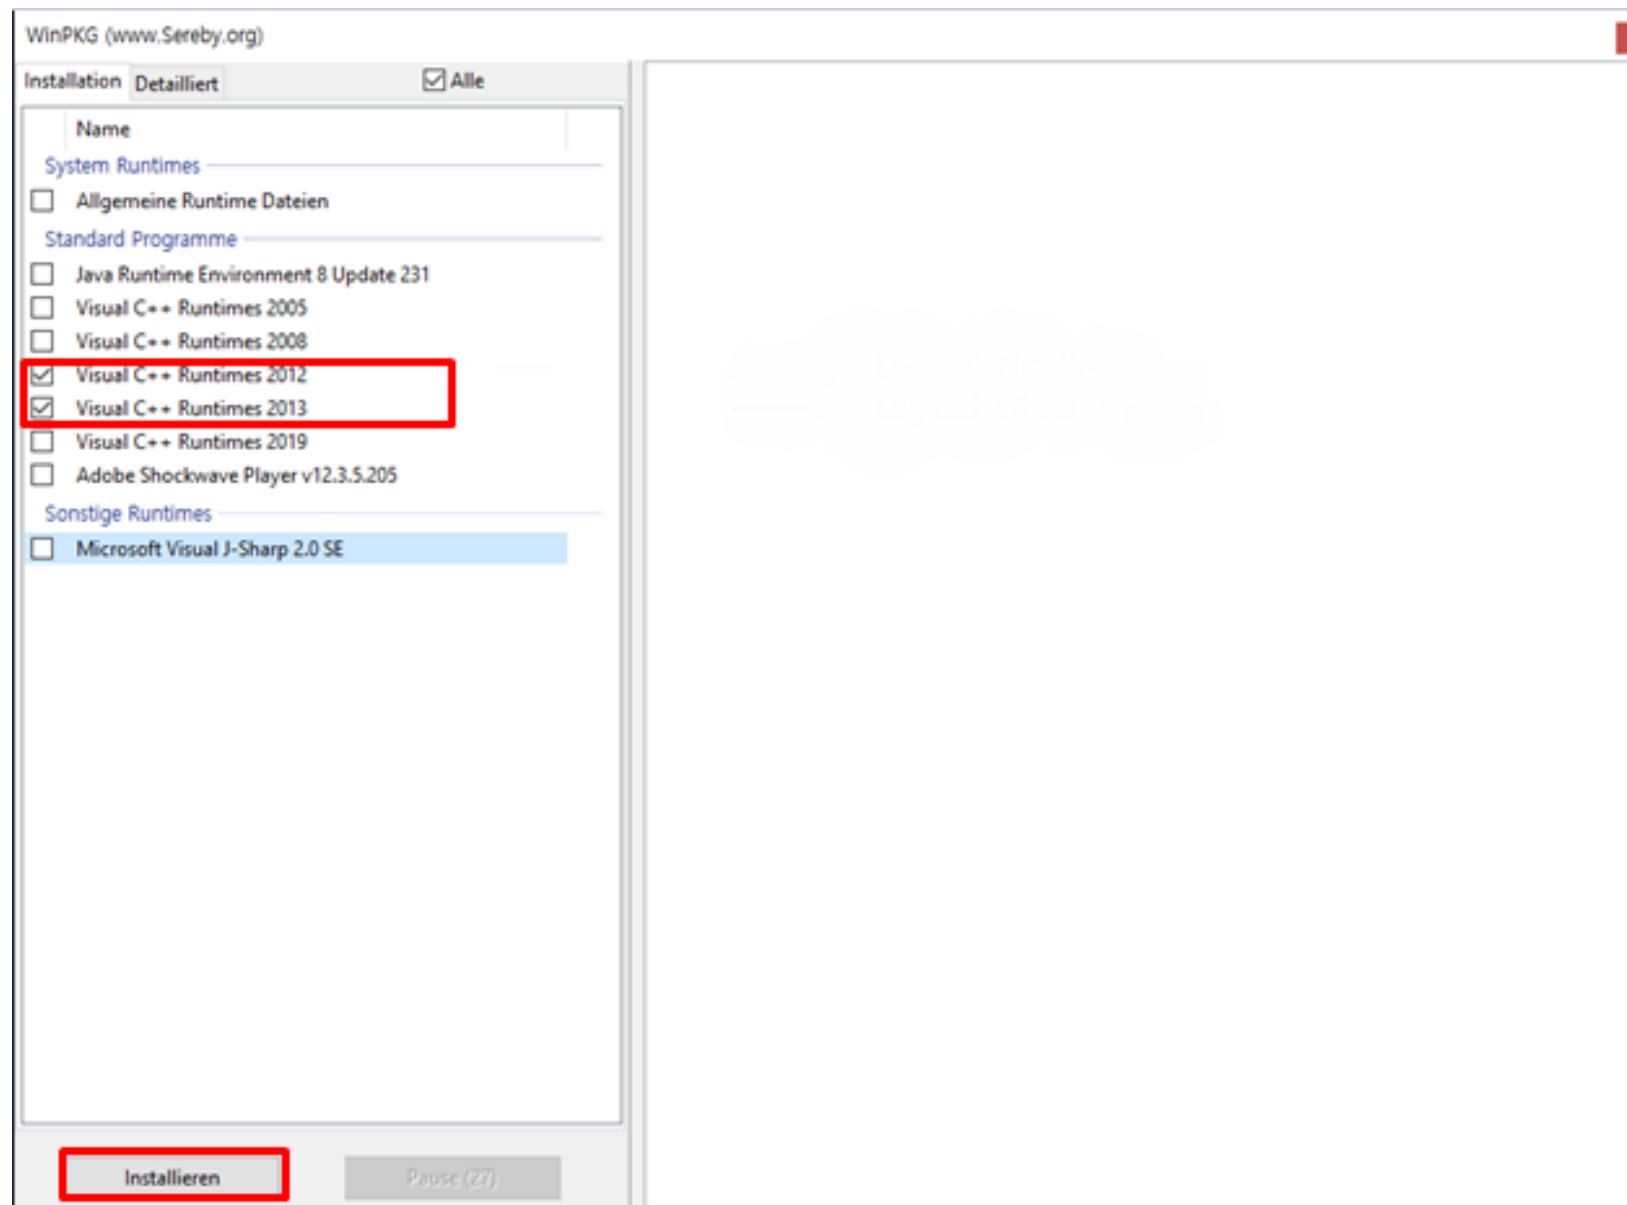 WinPKG (www.Sereby.org)
Installation Detailliert Alle
Name
System Runtimes
Allgemeine Runtime Dateien
Standard Programme
Java Runtime Environment 8 Update 231
Visual C++ Runtimes 2005
Visual C++ Runtimes 2008
Visual C++ Runtimes 2012
Visual C++ Runtimes 2013
Visual C++ Runtimes 2019
Adobe Shockwave Player v12.3.5.205
Sonstige Runtimes
Microsoft Visual J-Sharp 2.0 SE
Installieren Pause (27)